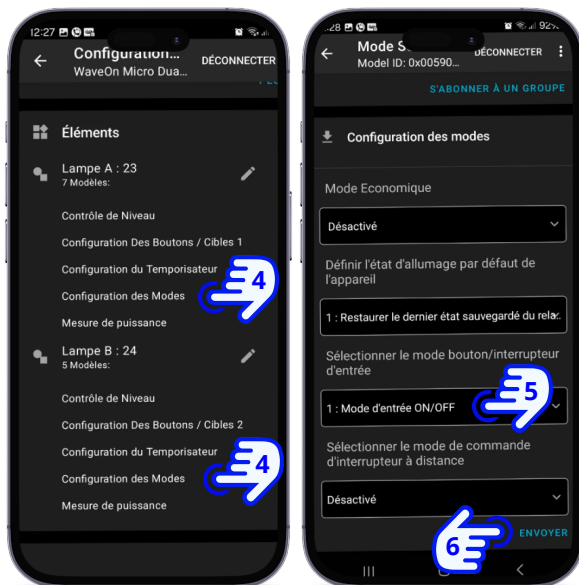 12:27
Configuration...
WaveOn Micro Dua...
DÉCONNECTER
Éléments
Lampe A : 23
7 Modèles:
Contrôle de Niveau
Configuration Des Boutons / Cibles 1
Configuration du Temporisateur
Configuration des Modes
4
Mesure de puissance
Lampe B : 24
5 Modèles:
Contrôle de Niveau
Configuration Des Boutons / Cibles 2
Configuration du Temporisateur
Configuration des Modes
4
Mesure de puissance
:28
92%
Mode S...
Model ID: 0x00590...
DÉCONNECTER
S'ABONNER À UN GROUPE
Configuration des modes
Mode Economique
Désactivé
Définir l'état d'allumage par défaut de
l'appareil
1 : Restaurer le dernier état sauvegardé du rela..
Sélectionner le mode bouton/interrupteur
d'entrée
1 : Mode d'entrée ON/OFF
5
Sélectionner le mode de commande
d'interrupteur à distance
Désactivé
6
ENVOYER